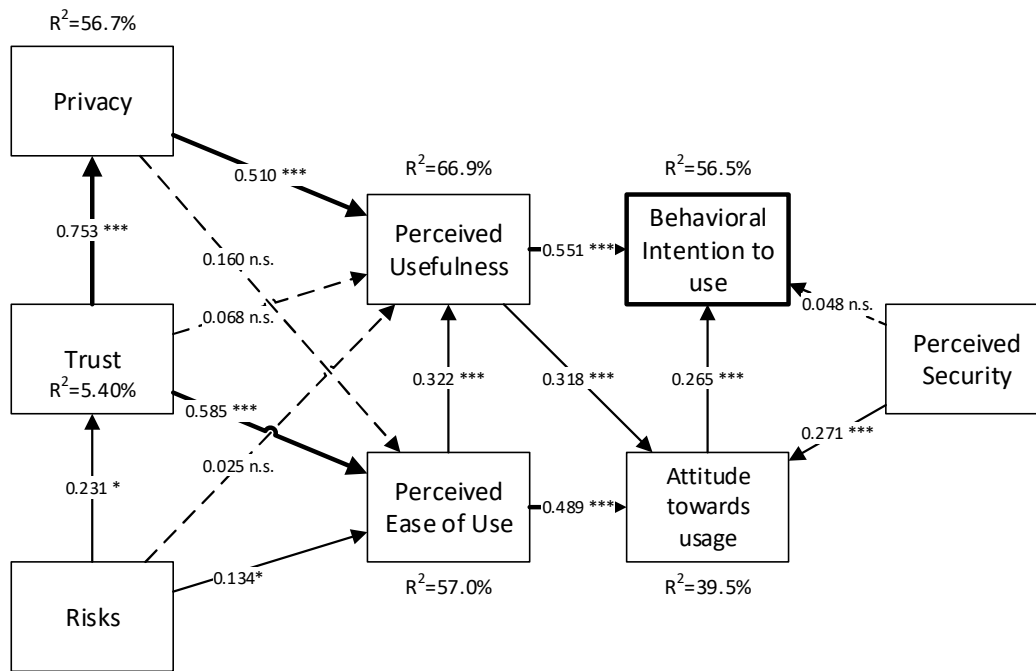 R²=56.7%
Privacy
0.510 ***
R²=66.9%
R²=56.5%
0.753 ***
Perceived
Usefulness
0.551 ***
Behavioral
Intention to
use
0.160 n.s.
0.068 n.s.
0.048 n.s.
Trust
R²=5.40%
0.322 ***
0.318 ***
0.265 ***
Perceived
Security
0.585 ***
0.271 ***
0.025 n.s.
0.231 *
Perceived
Ease of Use
0.489 ***
Attitude
towards
usage
0.134*
R²=57.0%
R²=39.5%
Risks